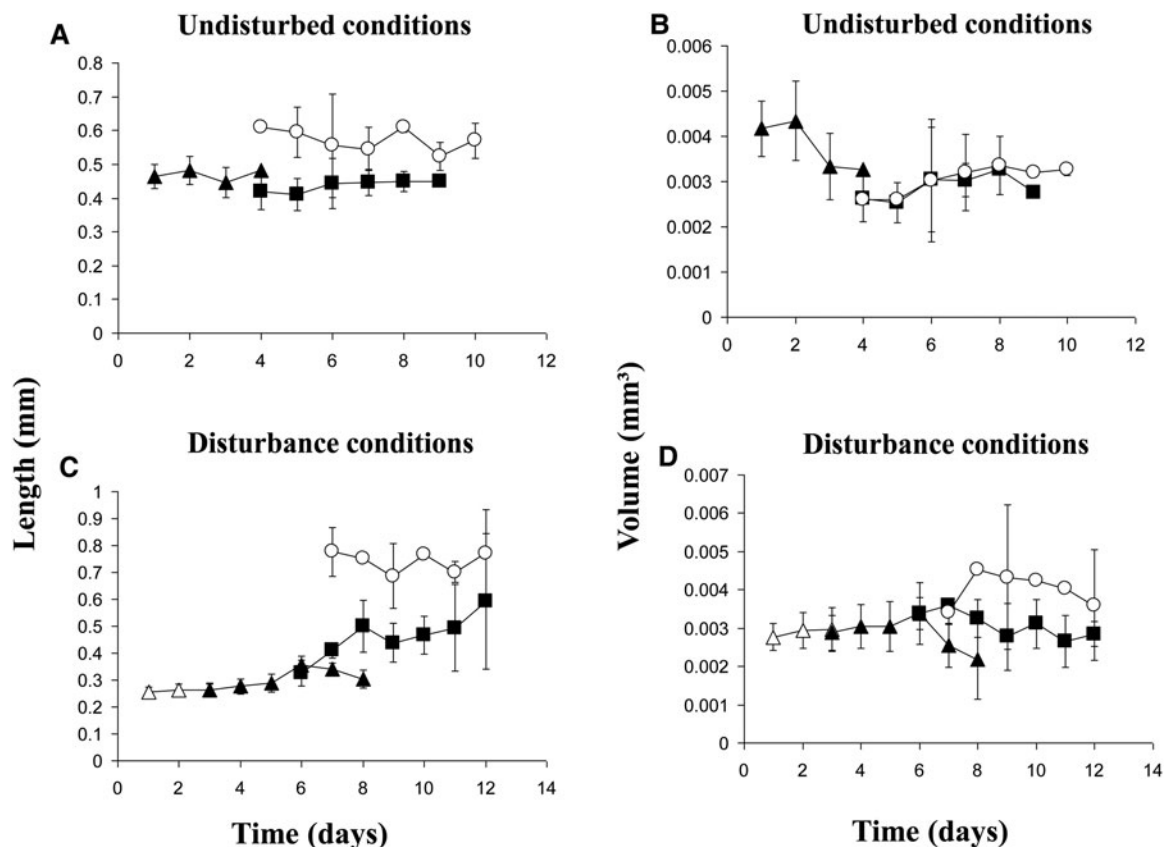 A
Undisturbed conditions
0.8
0.7
0.6
0.5
0.4
0.3
0.2
0.1
0
0 2 4 6 8 10 12
B
Undisturbed conditions
0.006
0.005
0.004
0.003
0.002
0.001
0
0 2 4 6 8 10 12
Length (mm)
Volume (mm³)
C
Disturbance conditions
1
0.9
0.8
0.7
0.6
0.5
0.4
0.3
0.2
0.1
0
0 2 4 6 8 10 12 14
Time (days)
D
Disturbance conditions
0.007
0.006
0.005
0.004
0.003
0.002
0.001
0
0 2 4 6 8 10 12 14
Time (days)